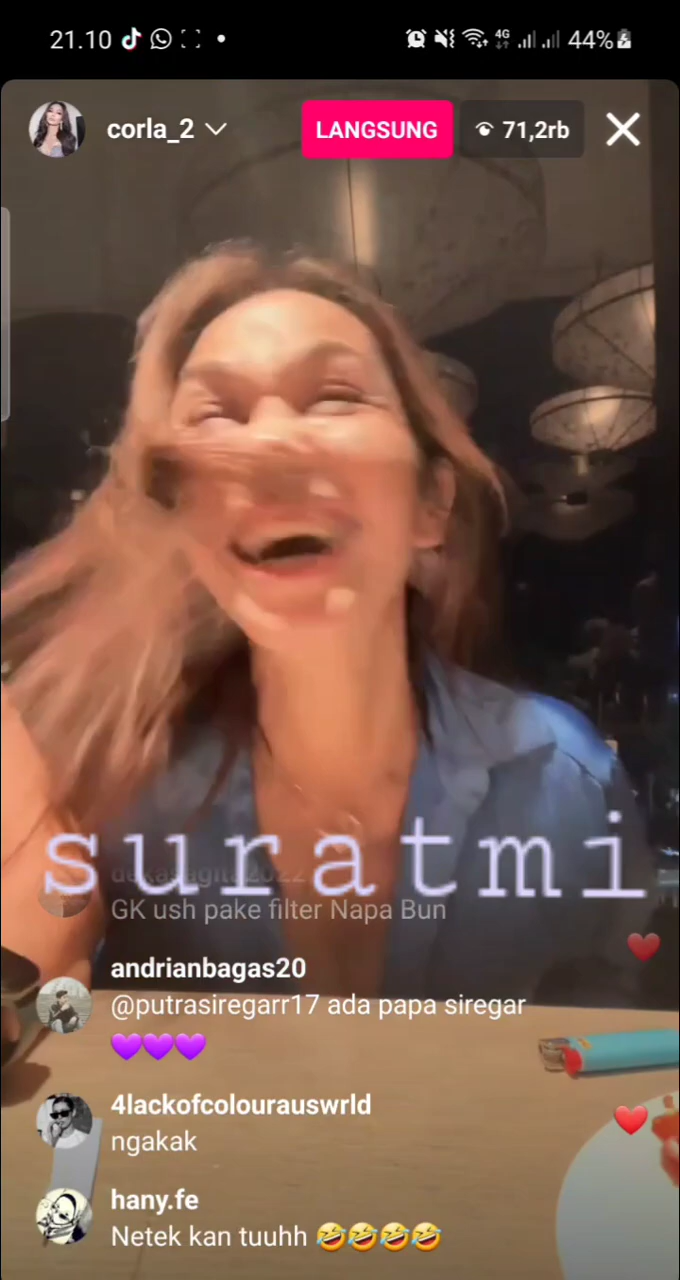 21.10
4G
44%
corla_2
LANGSUNG
71,2rb
suratmi
GK ush pake filter Napa Bun
andrianbagas20
@putrasiregarr17 ada papa siregar
💜💜💜
4lackofcolourauswrld
ngakak
hany.fe
Netek kan tuuhh 🤣🤣🤣🤣